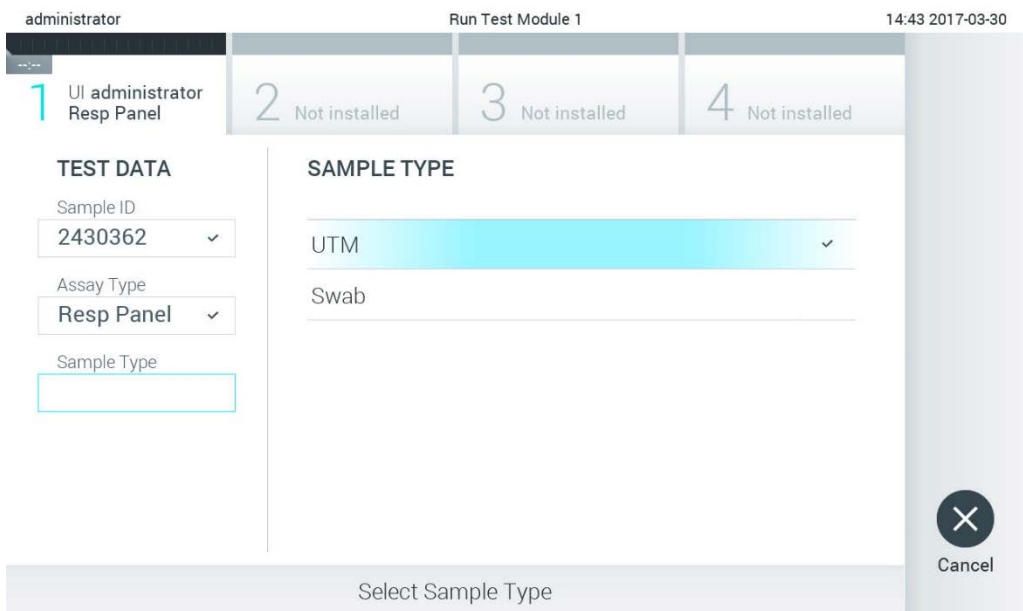 administrator
Run Test Module 1
14:43 2017-03-30
--:--
1
UI administrator
Resp Panel
2 Not installed
3 Not installed
4 Not installed
TEST DATA
Sample ID
2430362
Assay Type
Resp Panel
Sample Type
SAMPLE TYPE
UTM
Swab
Cancel
Select Sample Type